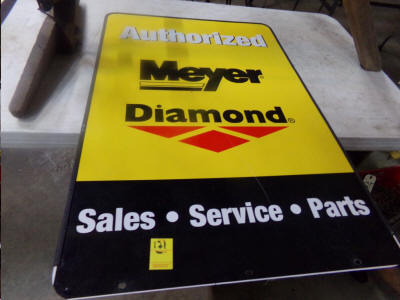 Authorized
Meyer
Diamond®
Sales • Service • Parts